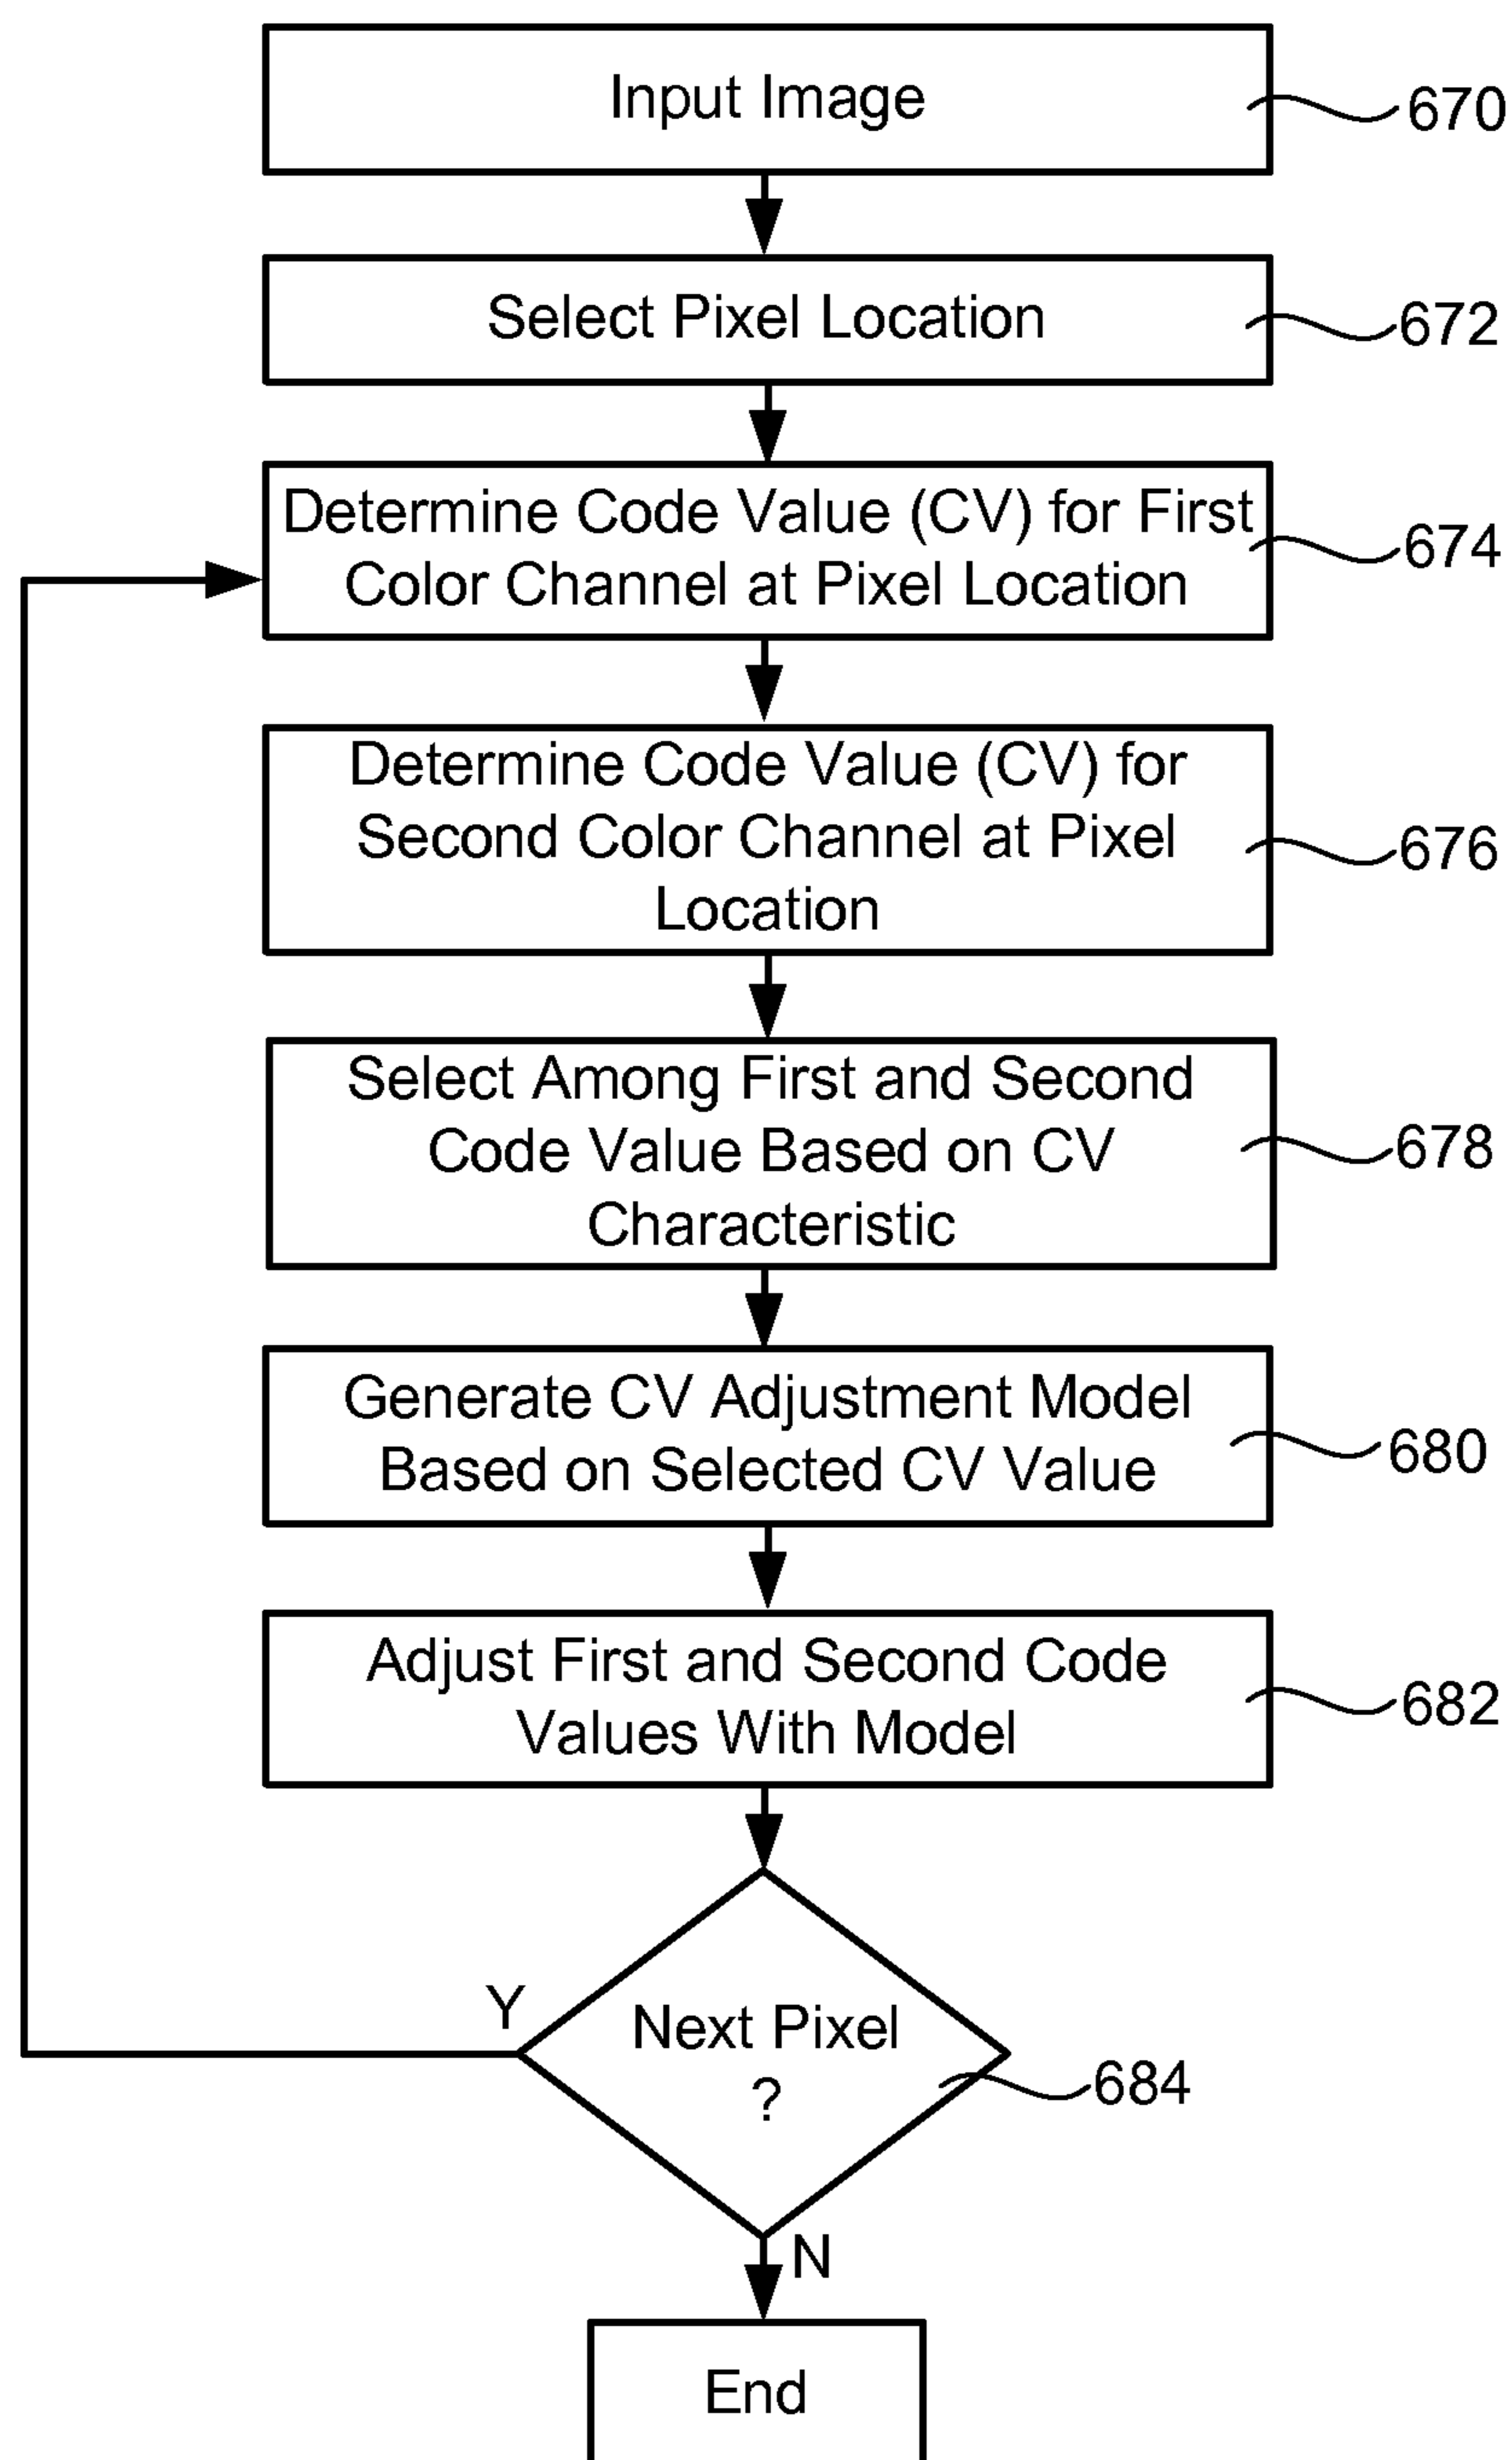 Input Image
670
Select Pixel Location
672
Determine Code Value (CV) for First
Color Channel at Pixel Location
674
Determine Code Value (CV) for
Second Color Channel at Pixel
Location
676
Select Among First and Second
Code Value Based on CV
Characteristic
678
Generate CV Adjustment Model
Based on Selected CV Value
680
Adjust First and Second Code
Values With Model
682
Y
Next Pixel
?
684
N
End